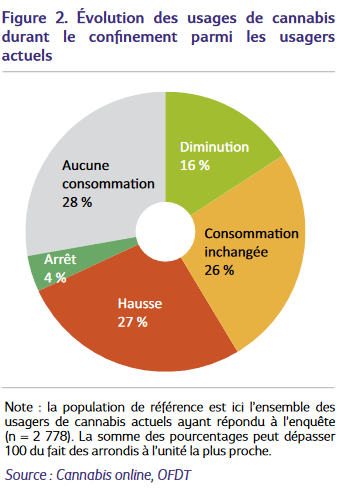 Figure 2. Évolution des usages de cannabis
durant le confinement parmi les usagers
actuels
Diminution
16 %
Aucune
consommation
28 %
Consommation
inchangée
26 %
Arrêt
4 %
Hausse
27 %
Note : la population de référence est ici l'ensemble des
usagers de cannabis actuels ayant répondu à l'enquête
(n = 2 778). La somme des pourcentages peut dépasser
100 du fait des arrondis à l'unité la plus proche.
Source : Cannabis online, OFDT